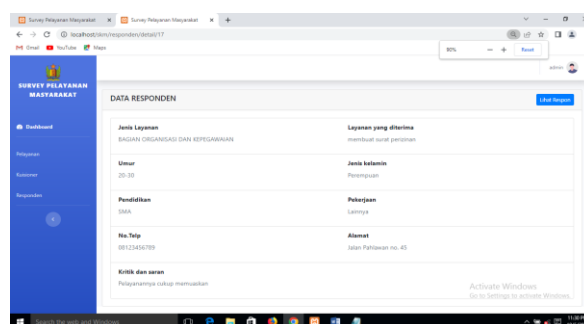 Survey Pelayanan Masyarakat
Survey Pelayanan Masyarakat
localhost/skm/responden/detail/17
Gmail
YouTube
Maps
80%
Reset
admin
SURVEY PELAYANAN
MASYARAKAT
Dashboard
Pelayanan
Kuisioner
Responden
DATA RESPONDEN
Lihat Respon
Jenis Layanan
BAGIAN ORGANISASI DAN KEPEGAWAIAN
Layanan yang diterima
membuat surat perizinan
Umur
20-30
Jenis kelamin
Perempuan
Pendidikan
SMA
Pekerjaan
Lannya
No.Telp
08123456789
Alamat
Jalan Pahlawan no. 45
Kritik dan saran
Pelayanannya cukup memuaskan
Activate Windows
Go to Settings to activate Windows.
Search the web and Windows